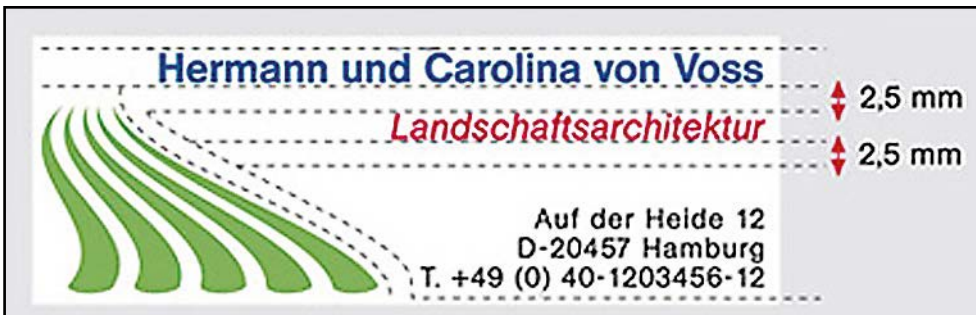 Hermann und Carolina von Voss
2,5 mm
Landschaftsarchitektur
2,5 mm
Auf der Heide 12
D-20457 Hamburg
T. +49 (0) 40-1203456-12